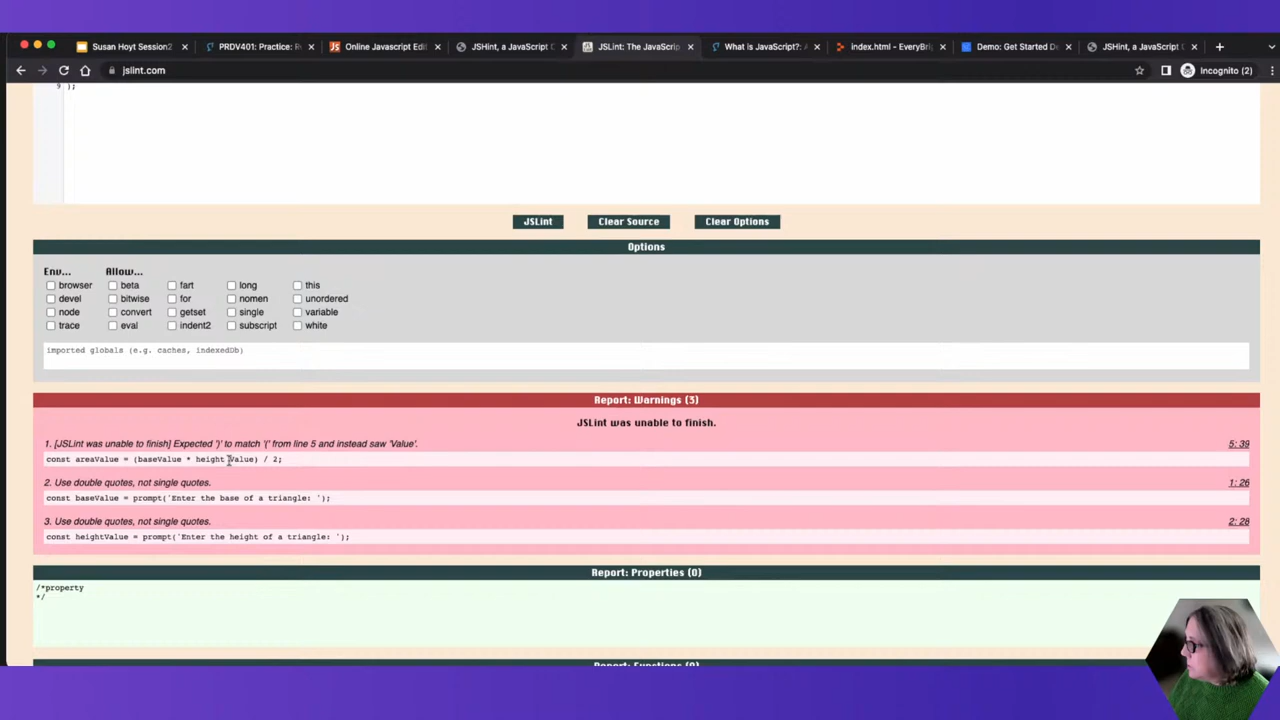 Susan Hoyt Session2
PRDV401: Practice: R
Online Javascript Edit
JSHint, a JavaScript C
JSLint: The JavaScrip
What is JavaScript?: A
index.html - EveryBrig
Demo: Get Started De
JSHint, a JavaScript C
jslint.com
Incognito (2)
9 );
JSLint Clear Source Clear Options
Options
Env... Allow...
browser beta fart long this
devel bitwise for nomen unordered
node convert getset single variable
trace eval indent2 subscript white
imported globals (e.g. caches, indexedDb)
Report: Warnings (3)
JSLint was unable to finish.
1. [JSLint was unable to finish] Expected ')' to match '(' from line 5 and instead saw 'Value'. 5: 39
const areaValue = (baseValue * height Value) / 2;
2. Use double quotes, not single quotes. 1: 26
const baseValue = prompt('Enter the base of a triangle: ');
3. Use double quotes, not single quotes. 2: 28
const heightValue = prompt('Enter the height of a triangle: ');
Report: Properties (0)
/*property
*/
Report: Functions (0)